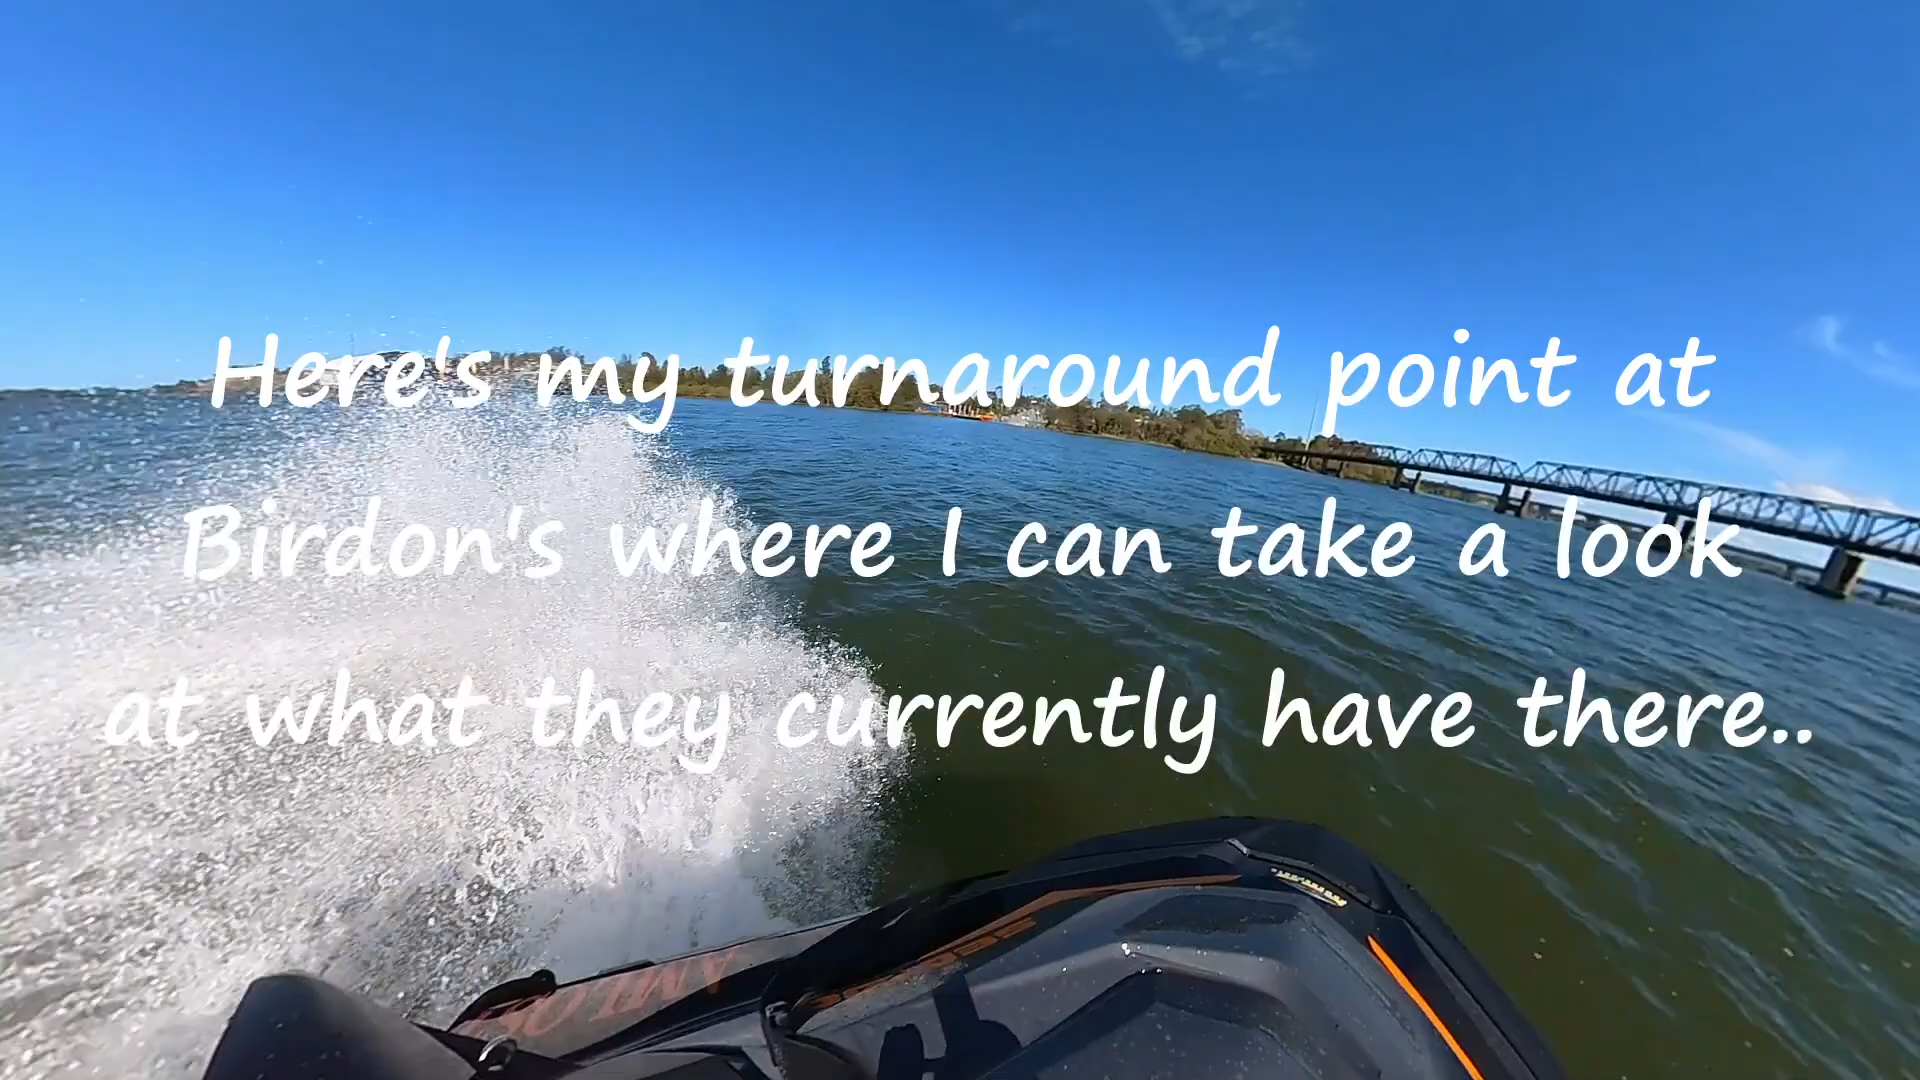 Here's my turnaround point at
Birdon's where I can take a look
at what they currently have there..